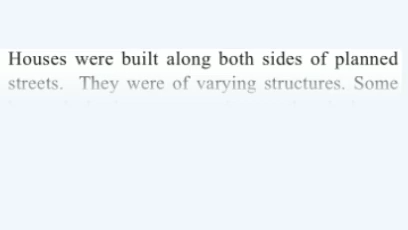 Houses were built along both sides of planned
streets. They were of varying structures. Some